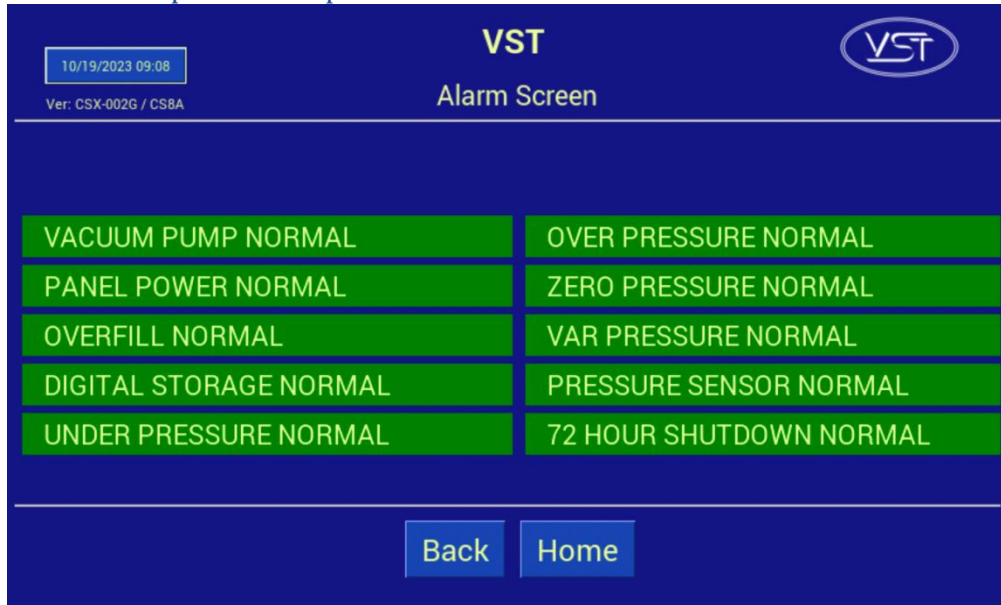 VST
VST
10/19/2023 09:08
Ver: CSX-002G / CS8A
Alarm Screen
VACUUM PUMP NORMAL
OVER PRESSURE NORMAL
PANEL POWER NORMAL
ZERO PRESSURE NORMAL
OVERFILL NORMAL
VAR PRESSURE NORMAL
DIGITAL STORAGE NORMAL
PRESSURE SENSOR NORMAL
UNDER PRESSURE NORMAL
72 HOUR SHUTDOWN NORMAL
Back
Home